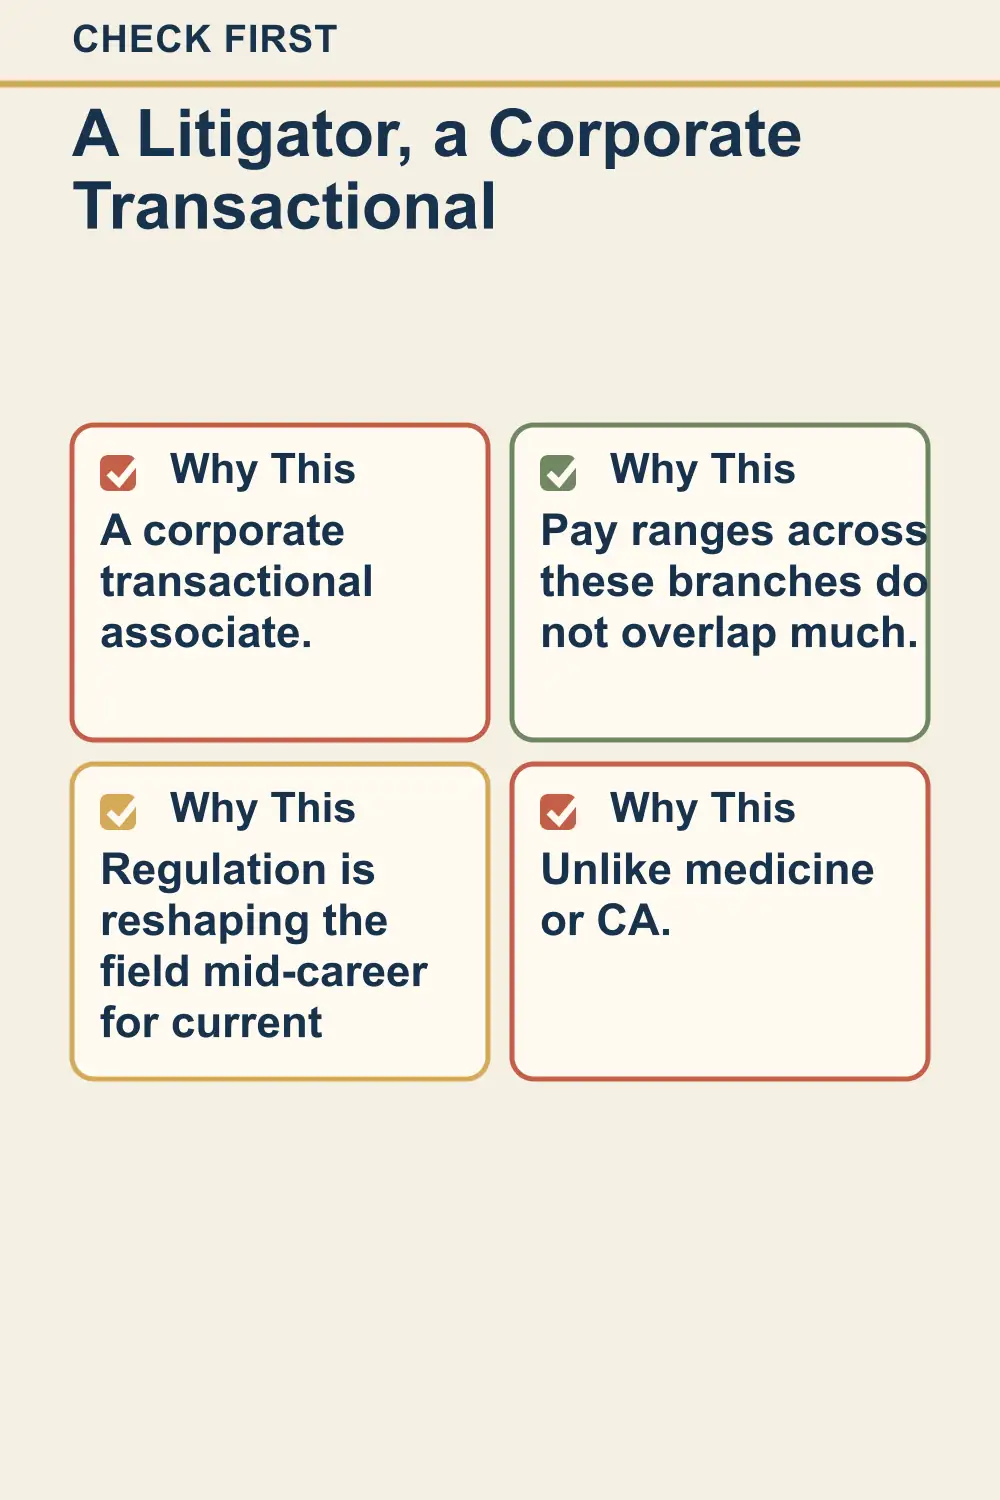 CHECK FIRST
A Litigator, a Corporate
Transactional
Why This
A corporate
transactional
associate.
Why This
Pay ranges across
these branches do
not overlap much.
Why This
Regulation is
reshaping the
field mid-career
for current
Why This
Unlike medicine
or CA.